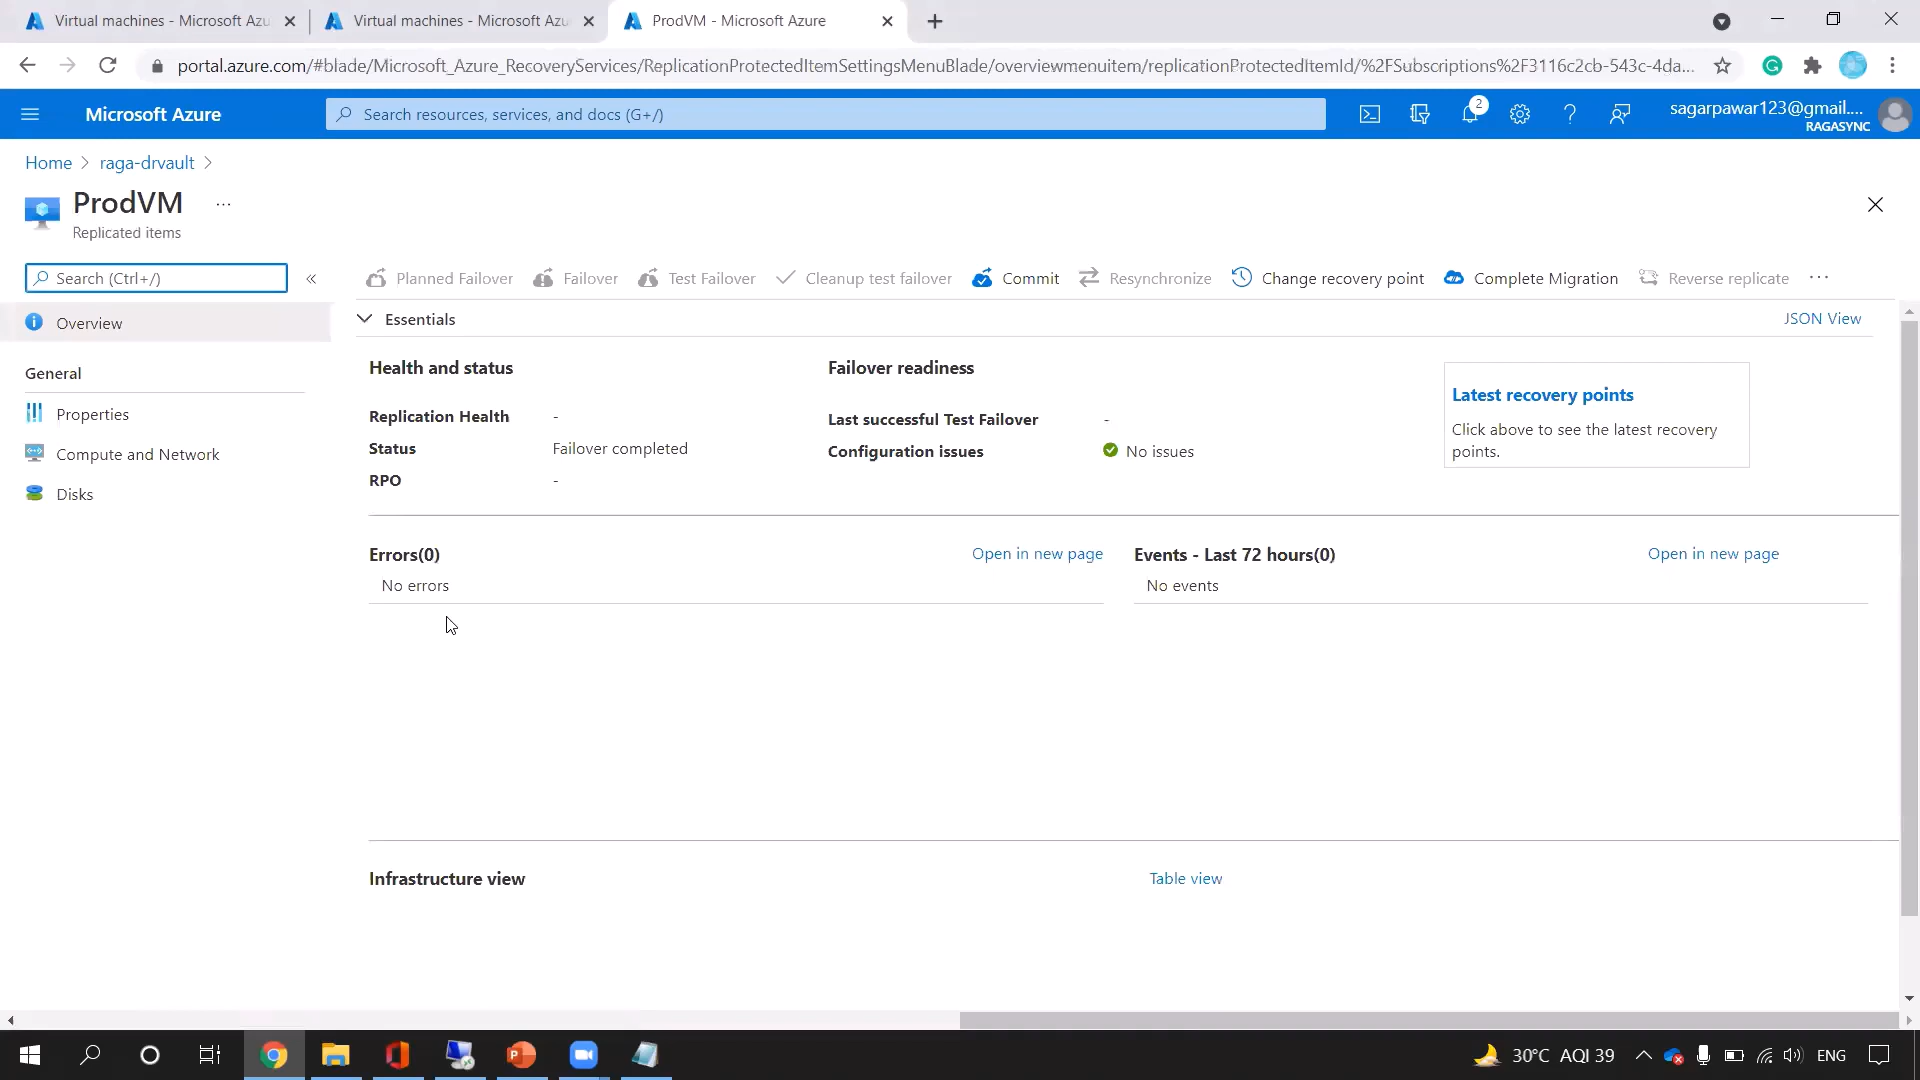 Virtual machines - Microsoft Azu
Virtual machines - Microsoft Azu
ProdVM - Microsoft Azure
portal.azure.com/#blade/Microsoft_Azure_RecoveryServices/ReplicationProtectedItemSettingsMenuBlade/overviewmenuitem/replicationProtectedItemId/%2FSubscriptions%2F3116c2cb-543c-4da...
Microsoft Azure
Search resources, services, and docs (G+/)
2
sagarpawar123@gmail....
RAGASYNC
Home > raga-drvault >
ProdVM ...
Replicated items
Search (Ctrl+/)
Planned Failover Failover Test Failover Cleanup test failover Commit Resynchronize Change recovery point Complete Migration Reverse replicate ...
Overview
General
Properties
Compute and Network
Disks
Essentials
JSON View
Health and status
Replication Health -
Status Failover completed
RPO -
Failover readiness
Last successful Test Failover -
Configuration issues No issues
Latest recovery points
Click above to see the latest recovery
points.
Errors(0) Open in new page
No errors
Events - Last 72 hours(0) Open in new page
No events
Infrastructure view Table view
30°C AQI 39 ENG